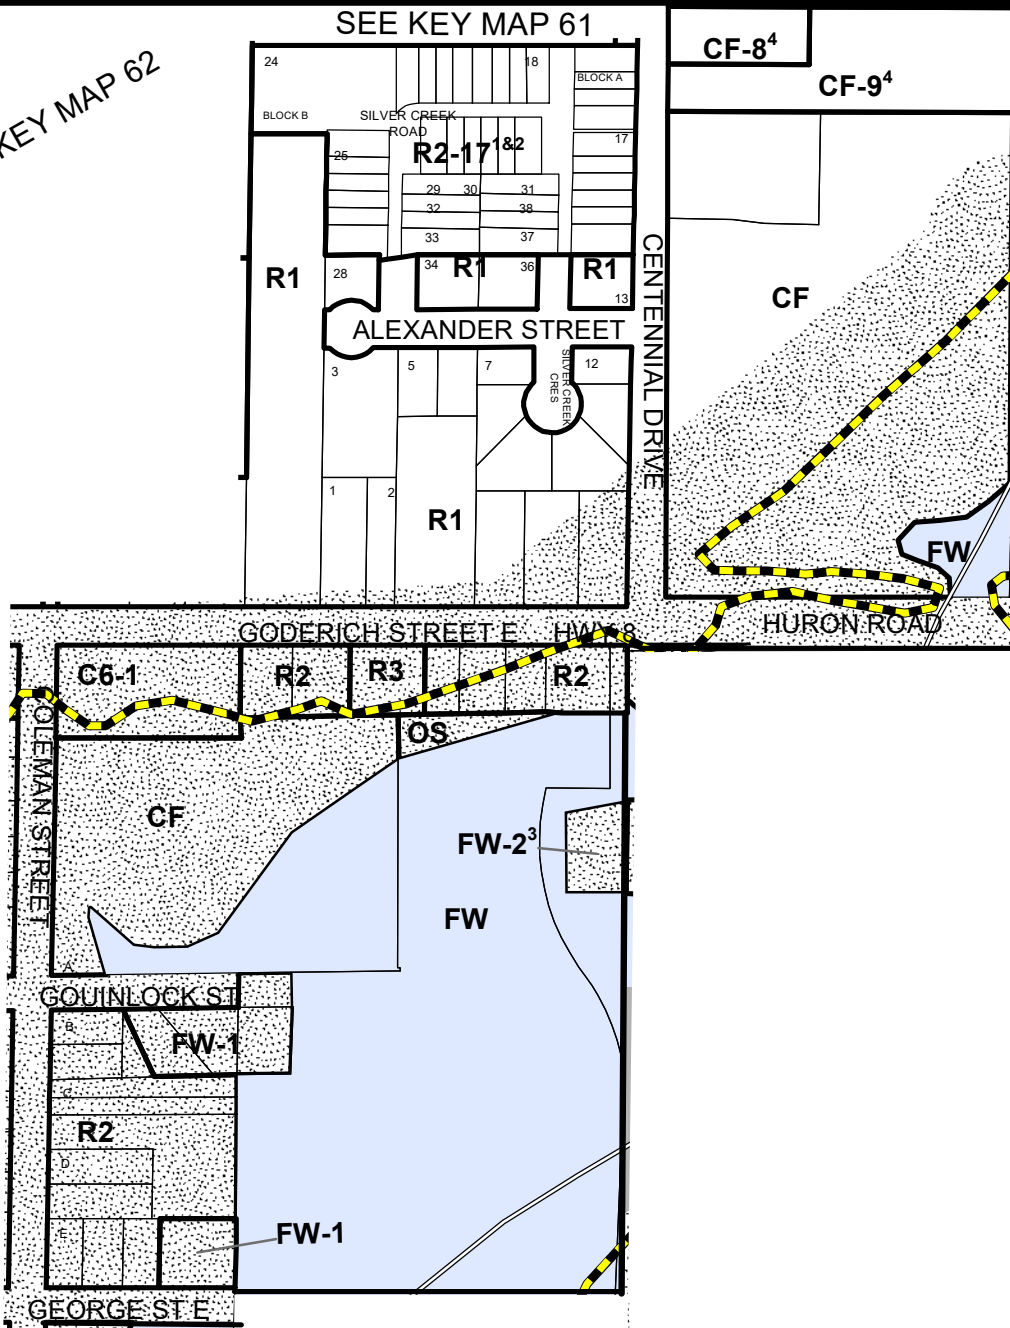 SEE KEY MAP 61
KEY MAP 62
CF-8⁴
CF-9⁴
24
18
BLOCK A
BLOCK B
SILVER CREEK
ROAD
17
R2-17¹&²
25
29
30
31
32
38
33
37
R1
28
34
R1
36
R1
13
CF
CENTENNIAL DRIVE
ALEXANDER STREET
3
5
7
12
SILVER CREEK
CRES
1
2
R1
FW
GODERICH STREET E
HWY 8
HURON ROAD
C6-1
R2
R3
R2
OS
COLEMAN STREET
CF
FW-2³
FW
A
GOUINLOCK ST
B
FW-1
C
R2
D
E
FW-1
GEORGE ST E